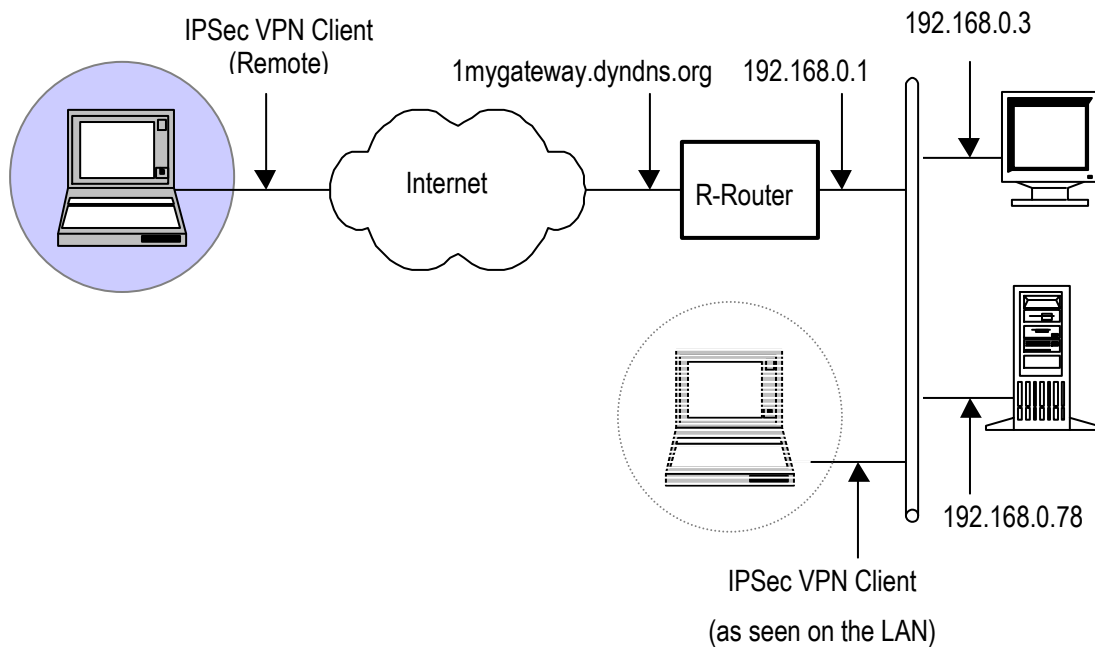 IPSec VPN Client
(Remote)
1mygateway.dyndns.org
192.168.0.1
192.168.0.3
Internet
R-Router
192.168.0.78
IPSec VPN Client
(as seen on the LAN)